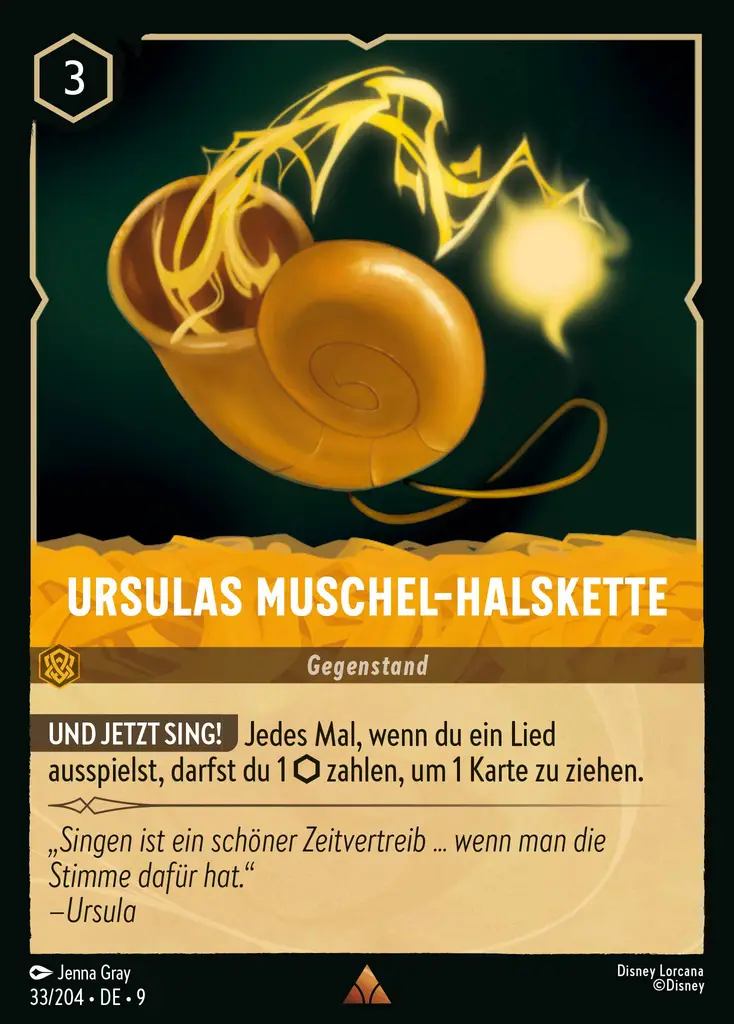 3
URSULAS MUSCHEL-HALSKETTE
Gegenstand
UND JETZT SING! Jedes Mal, wenn du ein Lied
ausspielst, darfst du 1 ⬡ zahlen, um 1 Karte zu ziehen.
„Singen ist ein schöner Zeitvertreib ... wenn man die
Stimme dafür hat.“
–Ursula
Jenna Gray
Disney Lorcana
33/204 • DE • 9
©Disney